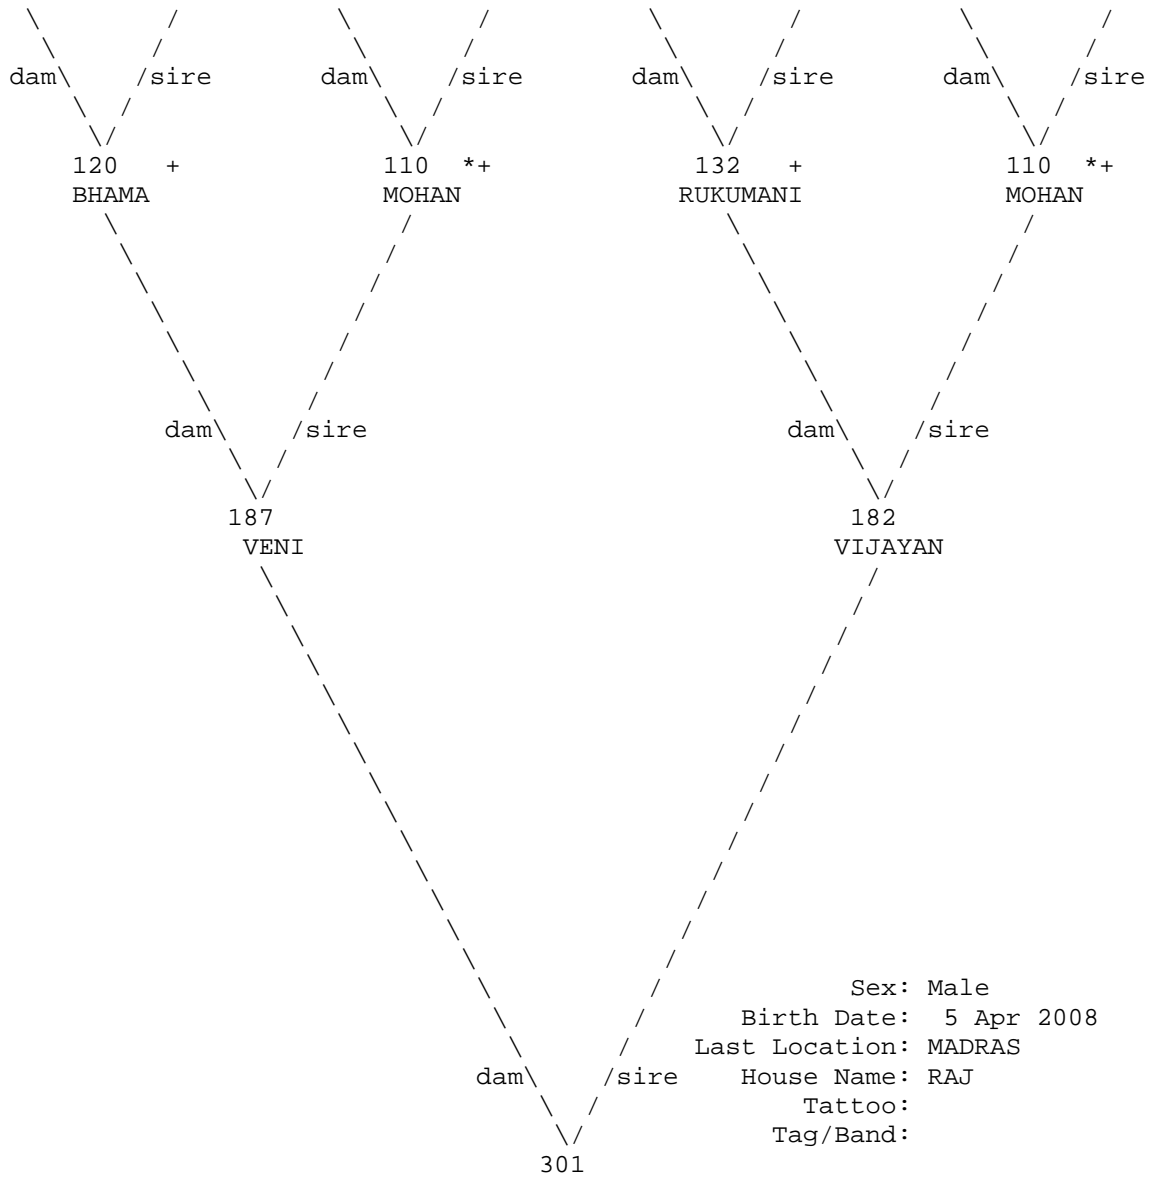 dam sire dam sire dam sire dam sire
120 + 110 *+ 132 + 110 *+
BHAMA MOHAN RUKUMANI MOHAN
dam sire dam sire
187 182
VENI VIJAYAN
Sex: Male
Birth Date: 5 Apr 2008
Last Location: MADRAS
dam sire House Name: RAJ
Tattoo:
Tag/Band:
301